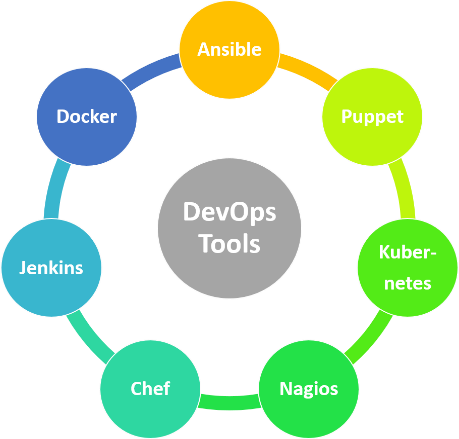 Ansible
Puppet
Kuber-
netes
Nagios
Chef
Jenkins
Docker
DevOps
Tools